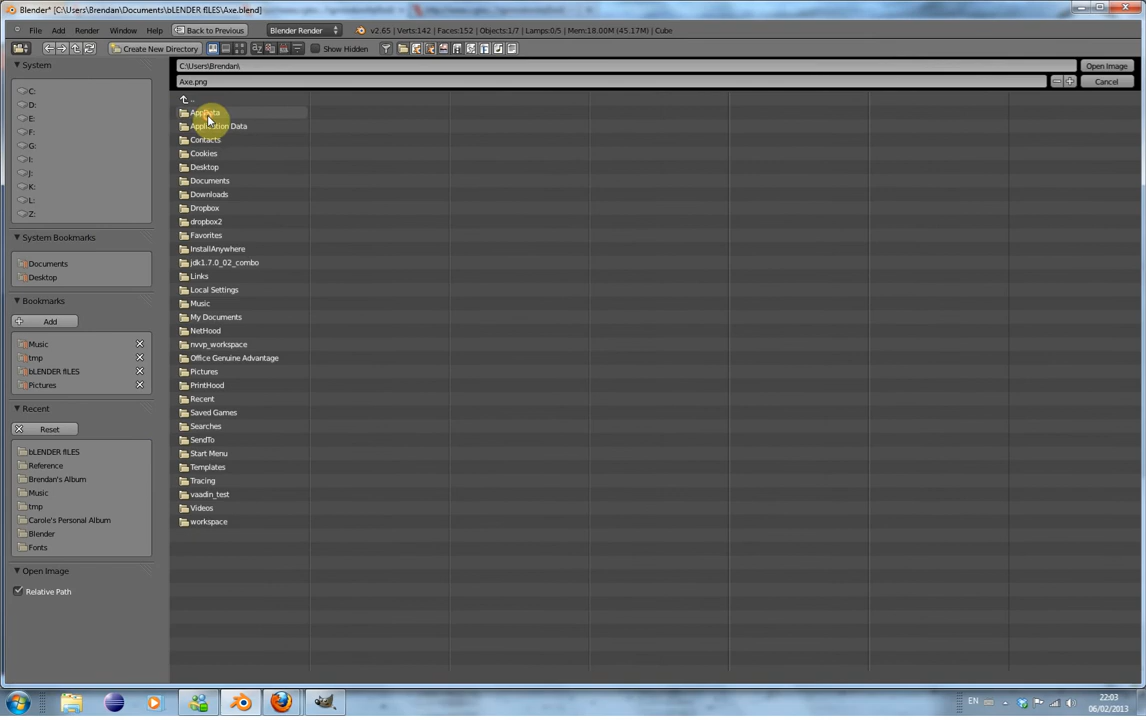 Blender* [C:\Users\Brendan\Documents\bLENDER fILES\Axe.blend]
File Add Render Window Help Back to Previous Blender Render v2.65 | Verts:142 | Faces:152 | Objects:1/7 | Lamps:0/5 | Mem:18.00M (45.17M) | Cube
Create New Directory Show Hidden
System
C:\Users\Brendan\ Open Image
Axe.png Cancel
C:
D:
E:
F:
G:
I:
J:
K:
L:
Z:
System Bookmarks
Documents
Desktop
Bookmarks
Add
Music
tmp
bLENDER fILES
Pictures
Recent
Reset
bLENDER fILES
Reference
Brendan's Album
Music
tmp
Carole's Personal Album
Blender
Fonts
Open Image
Relative Path
..
AppData
Application Data
Contacts
Cookies
Desktop
Documents
Downloads
Dropbox
dropbox2
Favorites
InstallAnywhere
jdk1.7.0_02_combo
Links
Local Settings
Music
My Documents
NetHood
nvvp_workspace
Office Genuine Advantage
Pictures
PrintHood
Recent
Saved Games
Searches
SendTo
Start Menu
Templates
Tracing
vaadin_test
Videos
workspace
EN
22:03
06/02/2013